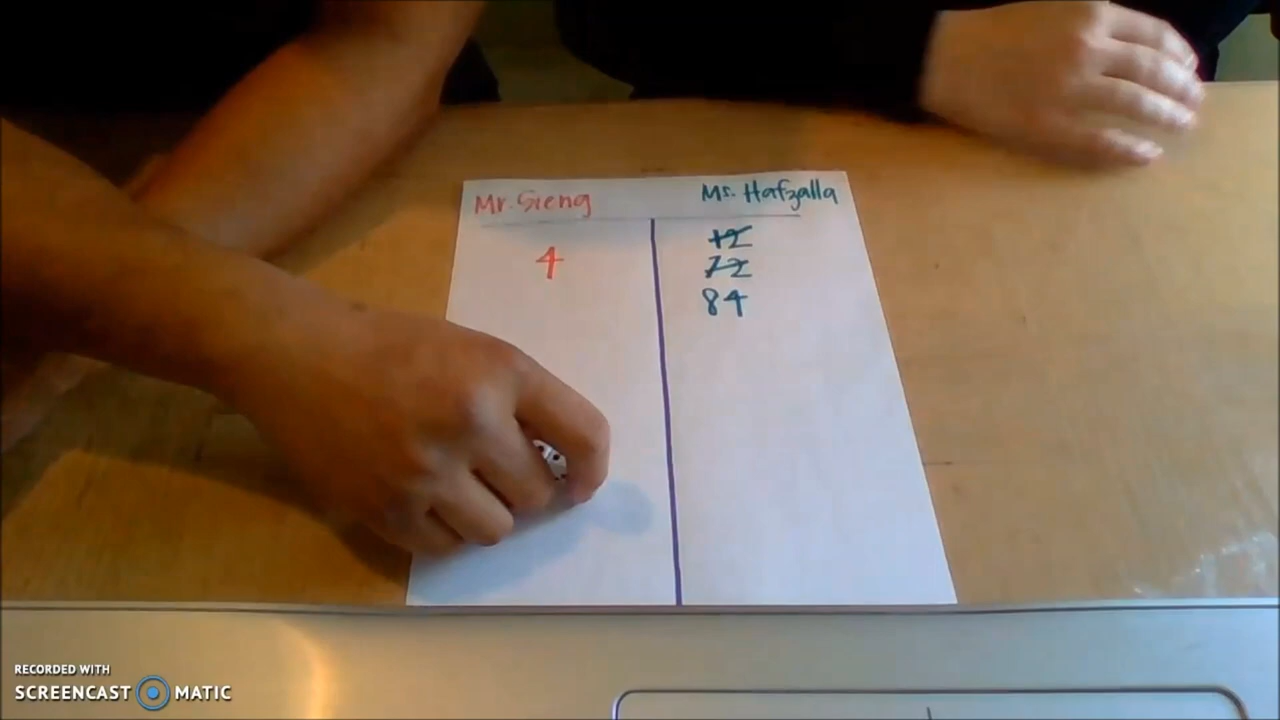 Mr. Sieng
Ms. Hafzalla
4
12
72
84
RECORDED WITH
SCREENCAST MATIC